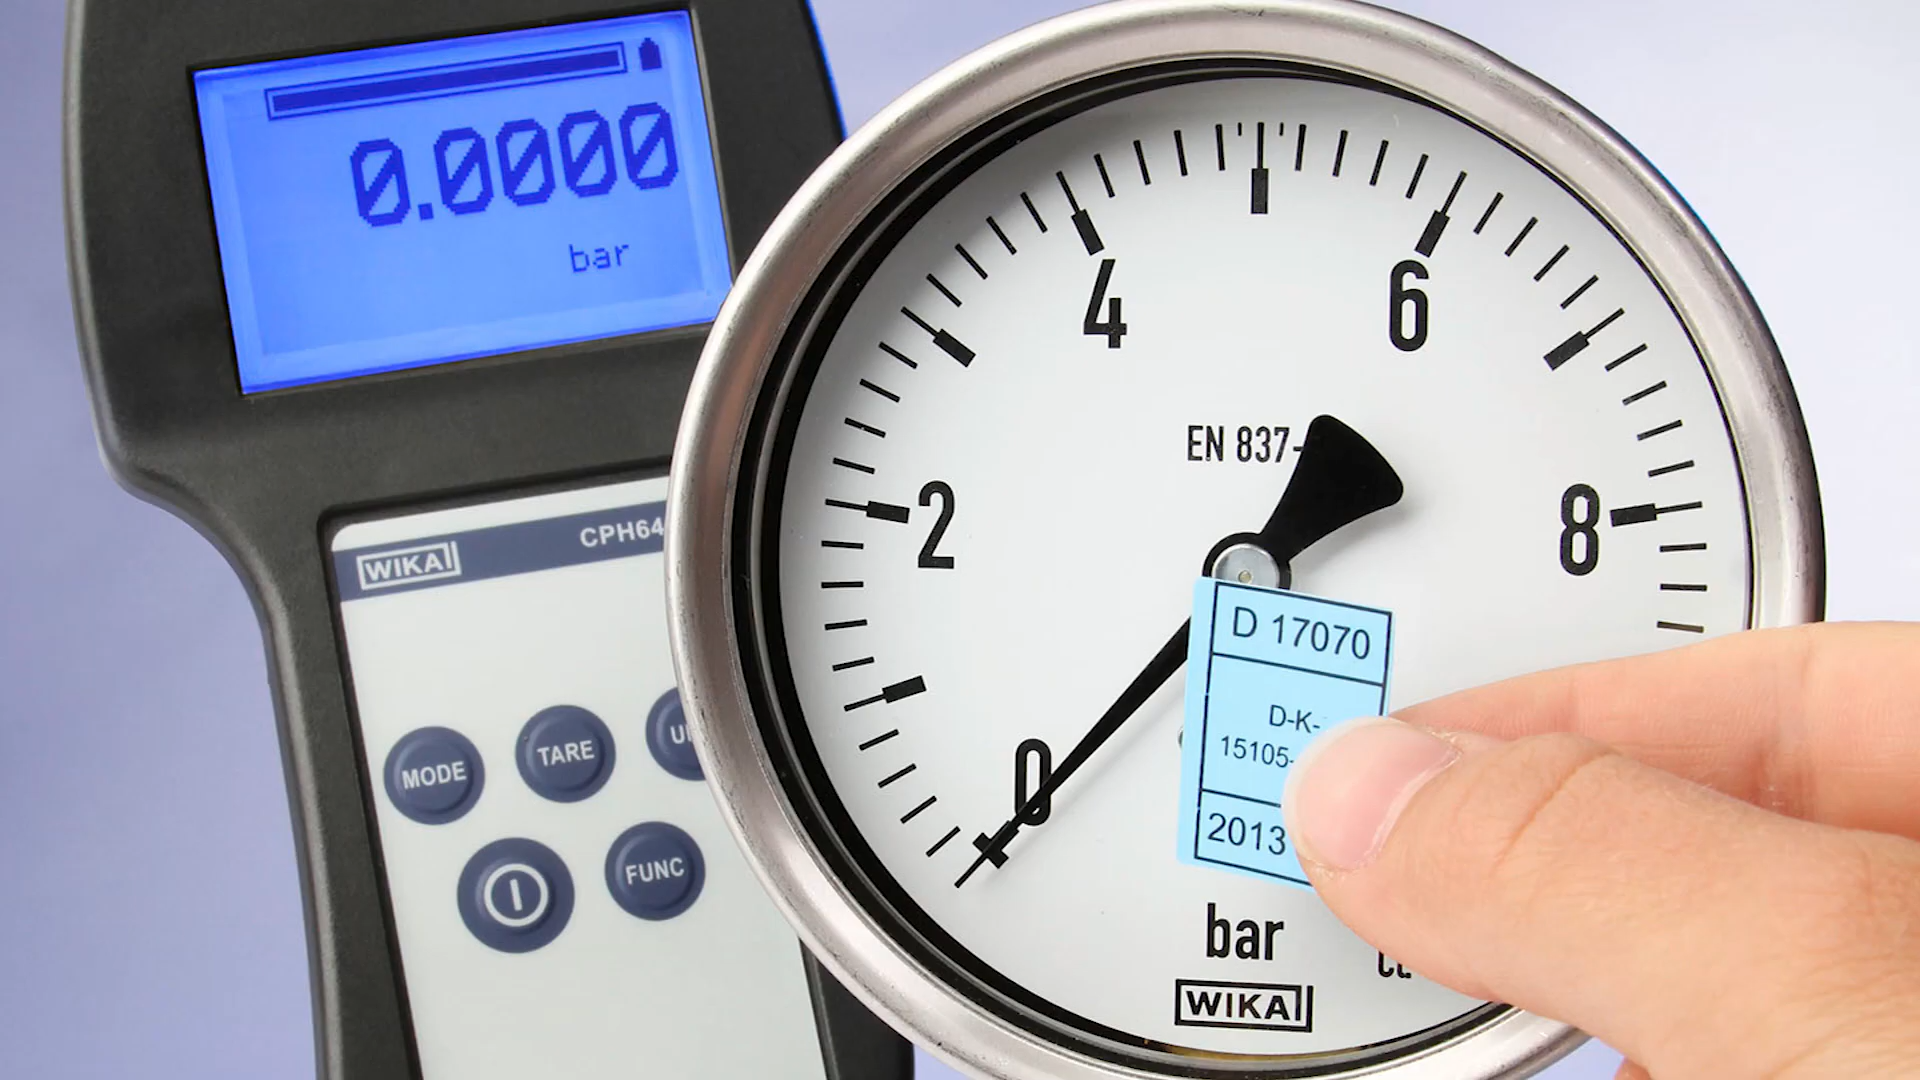 0.0000
bar
WIKA
CPH64
MODE
TARE
FUNC
4
6
2
8
0
EN 837-
D 17070
D-K-
15105-
2013
bar
WIKA